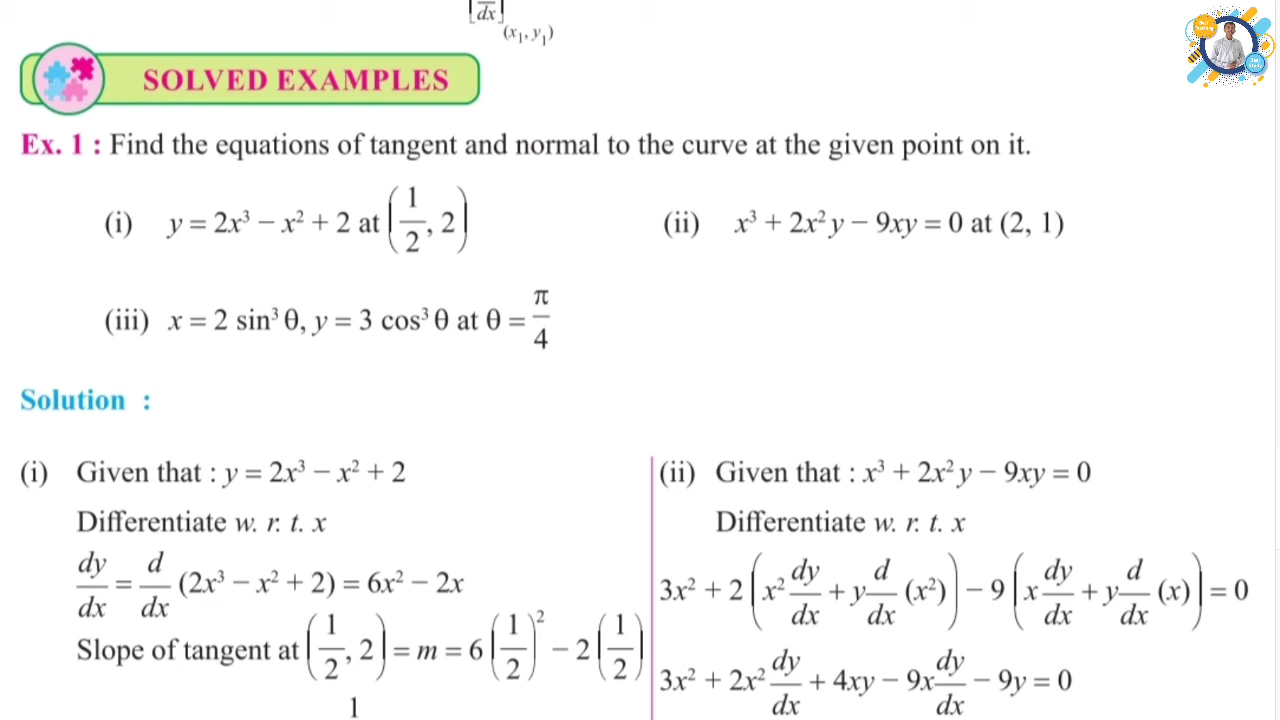 [dx]
(x₁, y₁)
SOLVED EXAMPLES
Ex. 1 : Find the equations of tangent and normal to the curve at the given point on it.
(i) y = 2x³ – x² + 2 at (1/2, 2)
(ii) x³ + 2x²y – 9xy = 0 at (2, 1)
(iii) x = 2 sin³ θ, y = 3 cos³ θ at θ = π/4
Solution :
(i) Given that : y = 2x³ – x² + 2
Differentiate w. r. t. x
dy/dx = d/dx (2x³ – x² + 2) = 6x² – 2x
Slope of tangent at (1/2, 2) = m = 6(1/2)² – 2(1/2)
1
(ii) Given that : x³ + 2x²y – 9xy = 0
Differentiate w. r. t. x
3x² + 2(x² dy/dx + y d/dx (x²)) – 9(x dy/dx + y d/dx (x)) = 0
3x² + 2x² dy/dx + 4xy – 9x dy/dx – 9y = 0